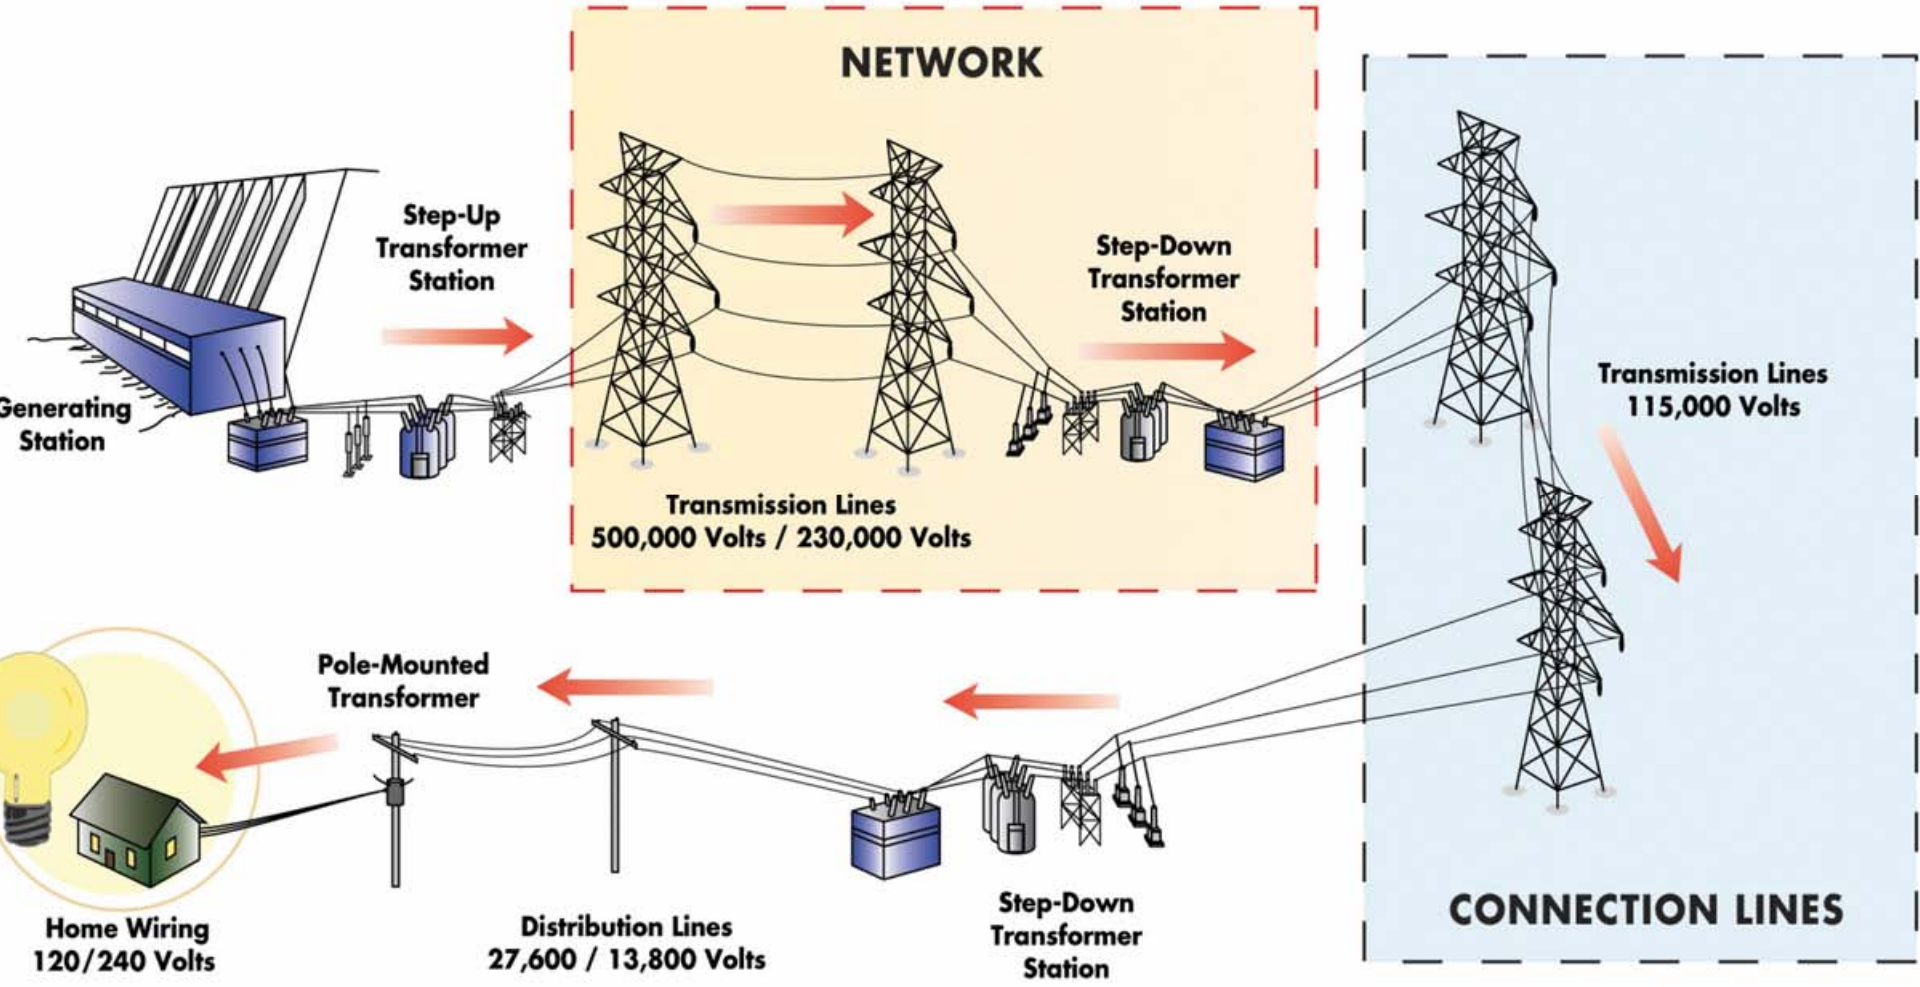 NETWORK
Step-Up
Transformer
Station
Step-Down
Transformer
Station
Generating
Station
Transmission Lines
500,000 Volts / 230,000 Volts
Transmission Lines
115,000 Volts
CONNECTION LINES
Step-Down
Transformer
Station
Distribution Lines
27,600 / 13,800 Volts
Pole-Mounted
Transformer
Home Wiring
120/240 Volts